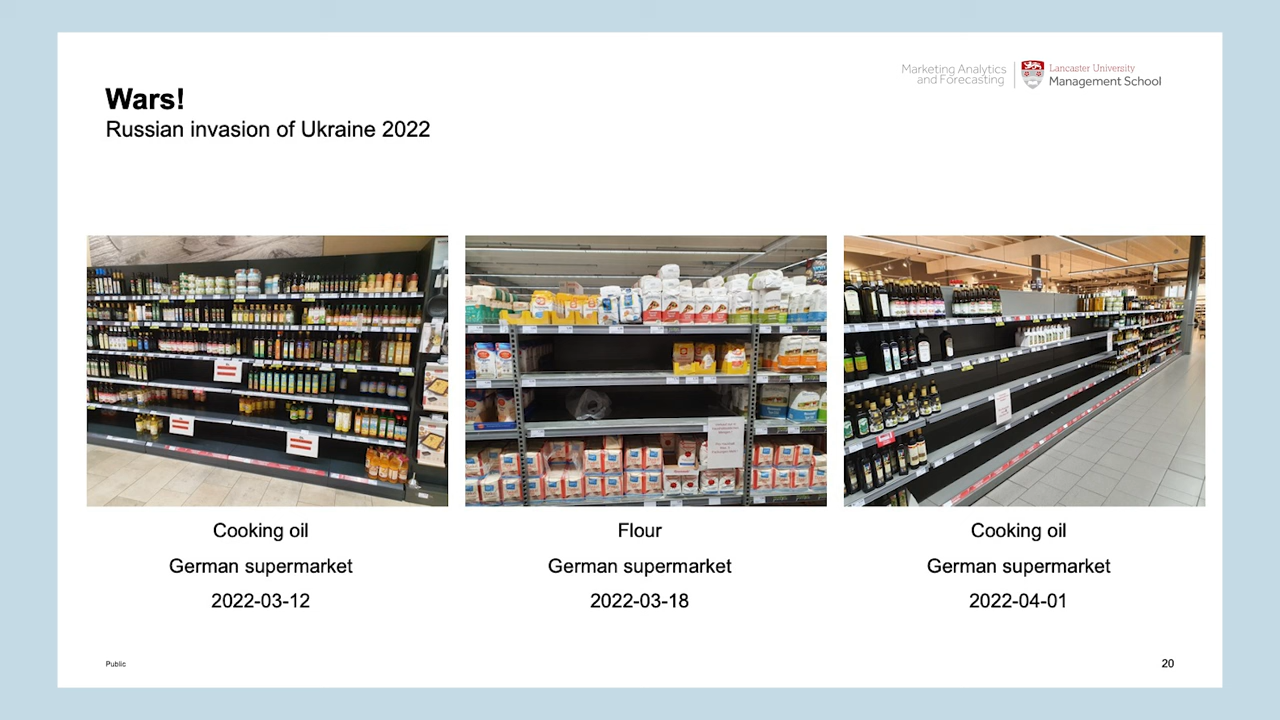 Marketing Analytics
and Forecasting
Lancaster University
Management School
Wars!
Russian invasion of Ukraine 2022
Cooking oil
German supermarket
2022-03-12
Flour
German supermarket
2022-03-18
Cooking oil
German supermarket
2022-04-01
Public
20